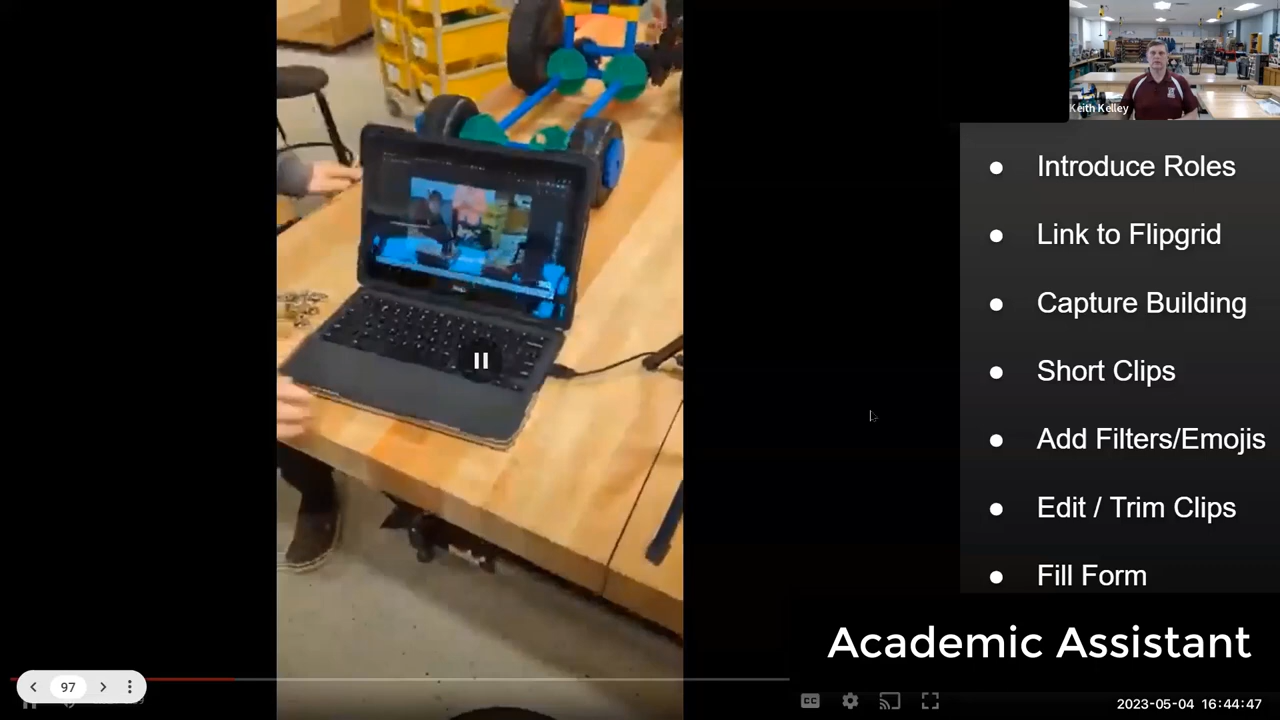 Keith Kelley
● Introduce Roles
● Link to Flipgrid
● Capture Building
● Short Clips
● Add Filters/Emojis
● Edit / Trim Clips
● Fill Form
Academic Assistant
97
CC
2023-05-04 16:44:47